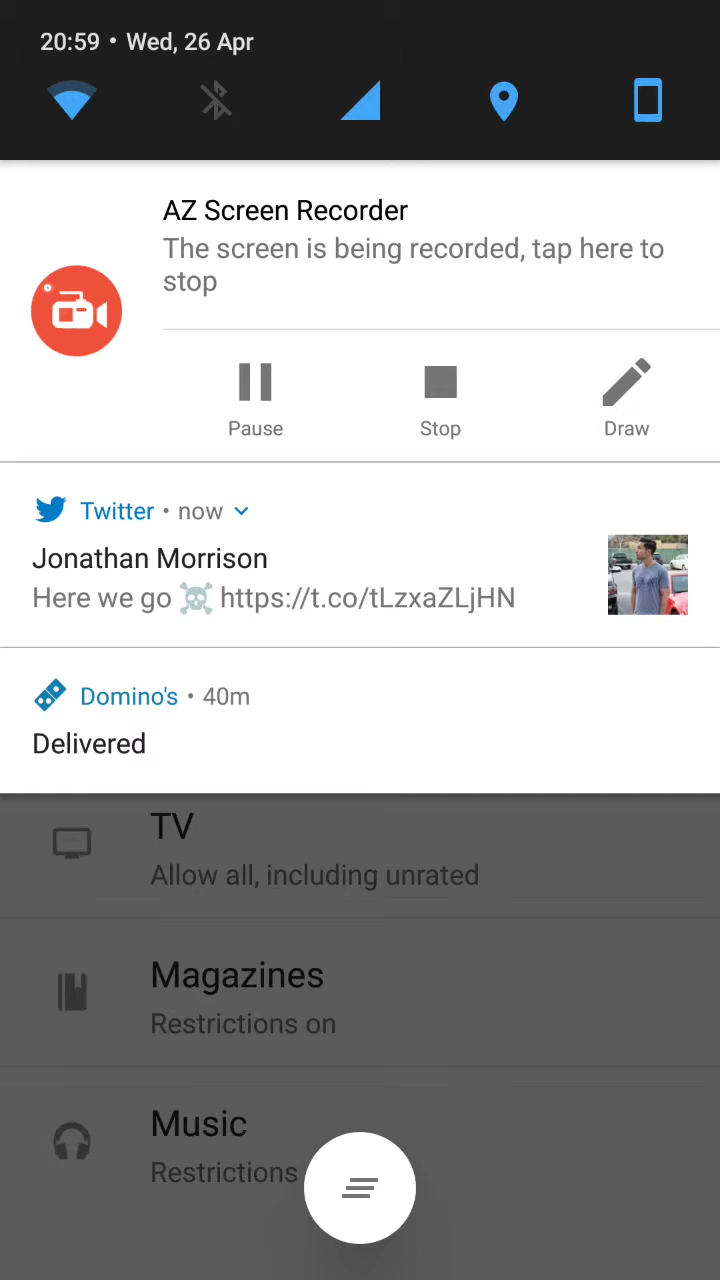 20:59 • Wed, 26 Apr
AZ Screen Recorder
The screen is being recorded, tap here to
stop
Pause
Stop
Draw
Twitter • now
Jonathan Morrison
Here we go ☠️ https://t.co/tLzxaZLjHN
Domino's • 40m
Delivered
TV
Allow all, including unrated
Magazines
Restrictions on
Music
Restrictions